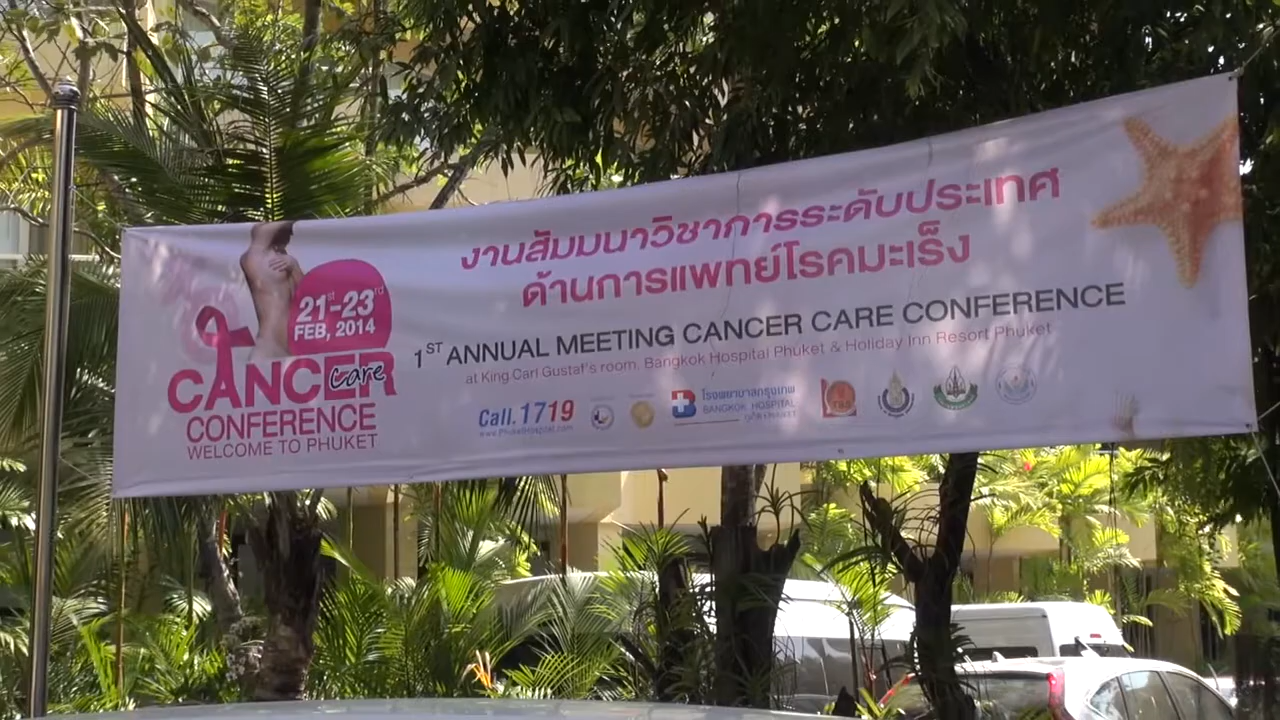 งานสัมมนาวิชาการระดับประเทศ
ด้านการแพทย์โรคมะเร็ง
1ST ANNUAL MEETING CANCER CARE CONFERENCE
at King Carl Gustaf's room, Bangkok Hospital Phuket & Holiday Inn Resort Phuket
21st-23rd
FEB, 2014
CANCER
Care
CONFERENCE
WELCOME TO PHUKET
Call.1719
www.PhuketHospital.com
โรงพยาบาลกรุงเทพ
BANGKOK HOSPITAL